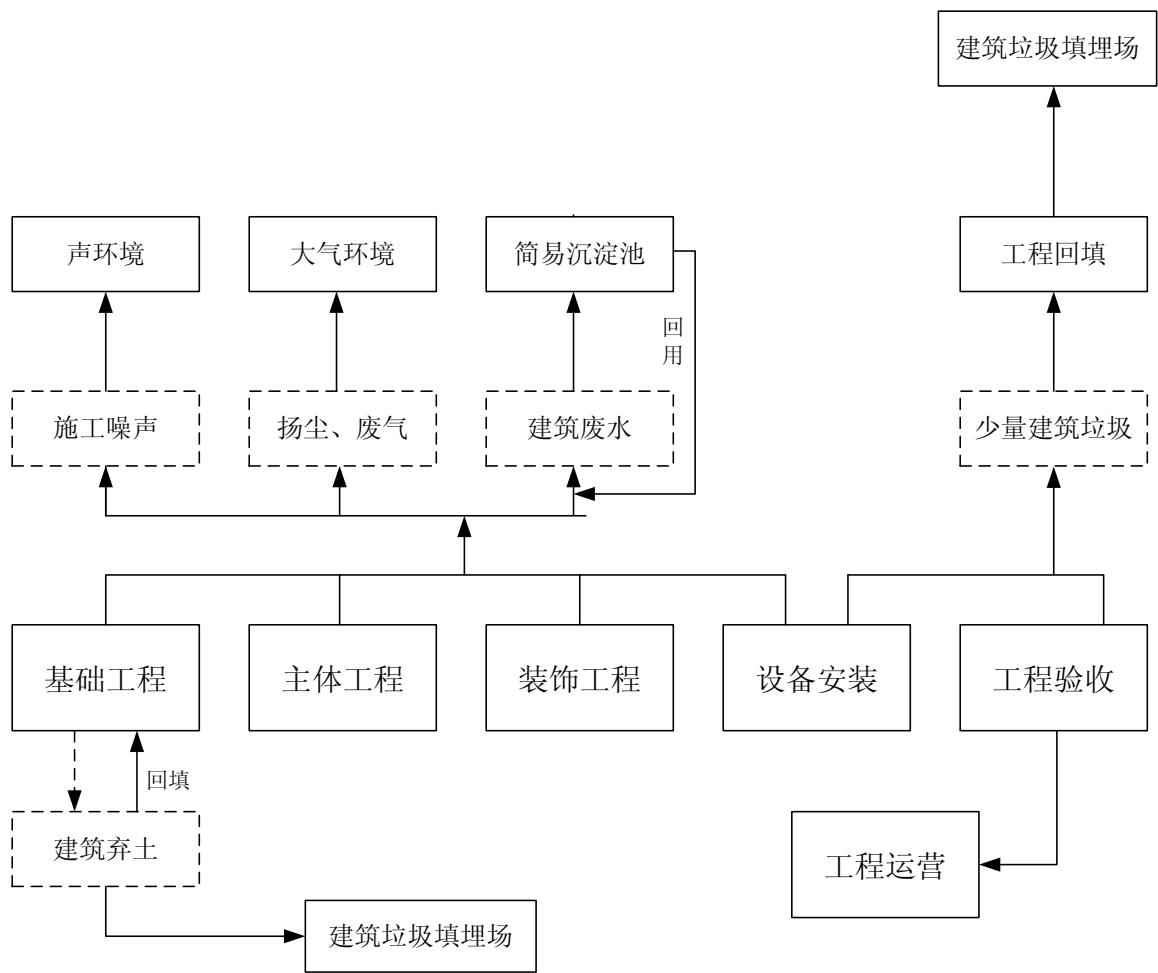 建筑垃圾填埋场
声环境
大气环境
简易沉淀池
工程回填
回
用
施工噪声
扬尘、废气
建筑废水
少量建筑垃圾
基础工程
主体工程
装饰工程
设备安装
工程验收
回填
建筑弃土
工程运营
建筑垃圾填埋场